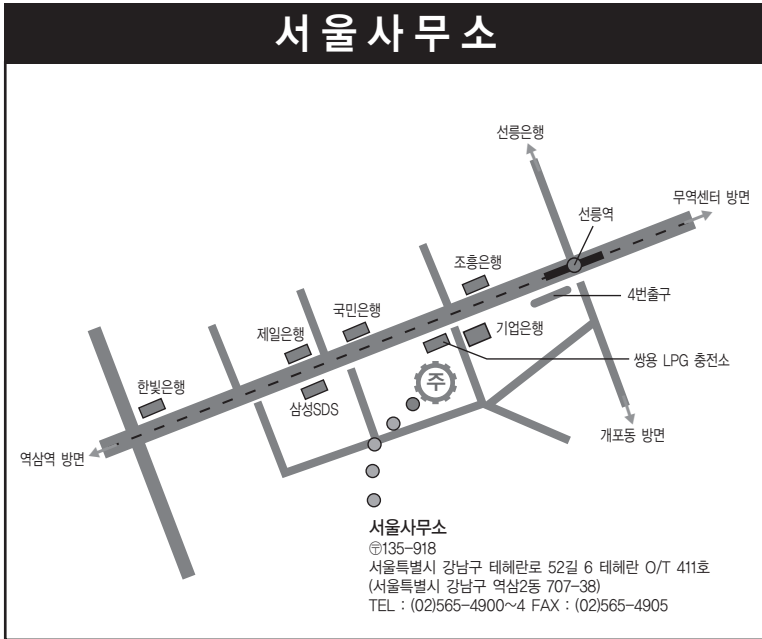 서울사무소
선릉은행
무역센터 방면
선릉역
조흥은행
4번출구
국민은행
기업은행
제일은행
쌍용 LPG 충전소
한빛은행
주
삼성SDS
개포동 방면
역삼역 방면
서울사무소
㉾135-918
서울특별시 강남구 테헤란로 52길 6 테헤란 O/T 411호
(서울특별시 강남구 역삼2동 707-38)
TEL : (02)565-4900~4 FAX : (02)565-4905